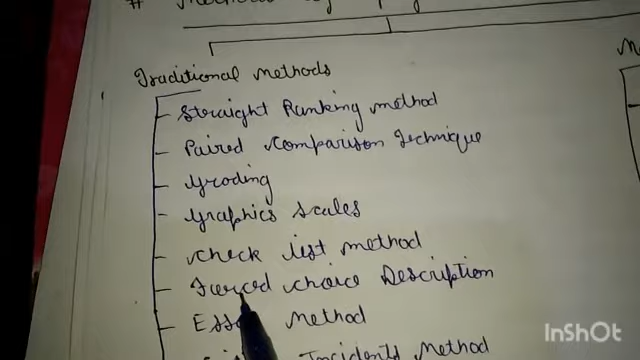 # Methods
Traditional Methods
M
Straight Ranking method
Paired Comparison Technique
Grading
Graphics Scales
Check list method
Forced choice Description
Method
Incidents Method
InShOt